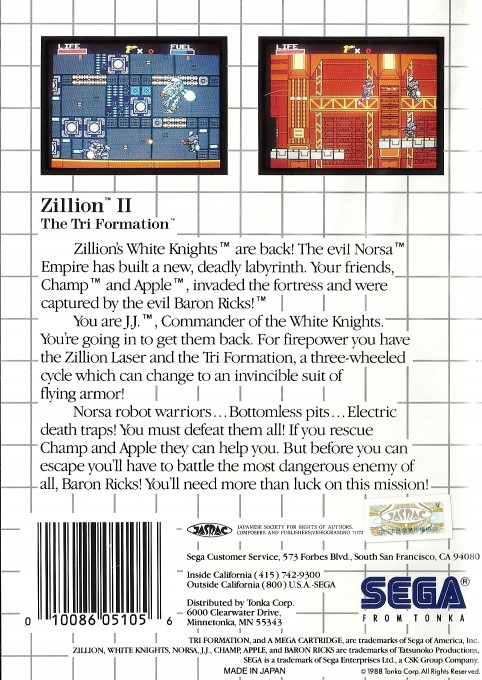 LIFE
FUEL
LIFE
Zillion™ II
The Tri Formation™
Zillion's White Knights™ are back! The evil Norsa™
Empire has built a new, deadly labyrinth. Your friends,
Champ™ and Apple™, invaded the fortress and were
captured by the evil Baron Ricks!™
You are J.J.™, Commander of the White Knights.
You're going in to get them back. For firepower you have
the Zillion Laser and the Tri Formation, a three-wheeled
cycle which can change to an invincible suit of
flying armor!
Norsa robot warriors...Bottomless pits...Electric
death traps! You must defeat them all! If you rescue
Champ and Apple they can help you. But before you can
escape you'll have to battle the most dangerous enemy of
all, Baron Ricks! You'll need more than luck on this mission!
JASRAC
JAPANESE SOCIETY FOR RIGHTS OF AUTHORS,
COMPOSERS AND PUBLISHERS/VIDEOGRAMING
JASRAC
Sega Customer Service, 573 Forbes Blvd., South San Francisco, CA 94080
Inside California (415) 742-9300
Outside California (800) U.S.A.-SEGA
Distributed by Tonka Corp.
6000 Clearwater Drive,
Minnetonka, MN 55343
SEGA®
FROM TONKA
0 10086 05105 6
TRI FORMATION, and A MEGA CARTRIDGE, are trademarks of Sega of America, Inc.
ZILLION, WHITE KNIGHTS, NORSA, J.J., CHAMP, APPLE, and BARON RICKS are trademarks of Tatsunoko Productions,
SEGA is a trademark of Sega Enterprises Ltd., a CSK Group Company.
MADE IN JAPAN
© 1988 Tonka Corp. All Rights Reserved.